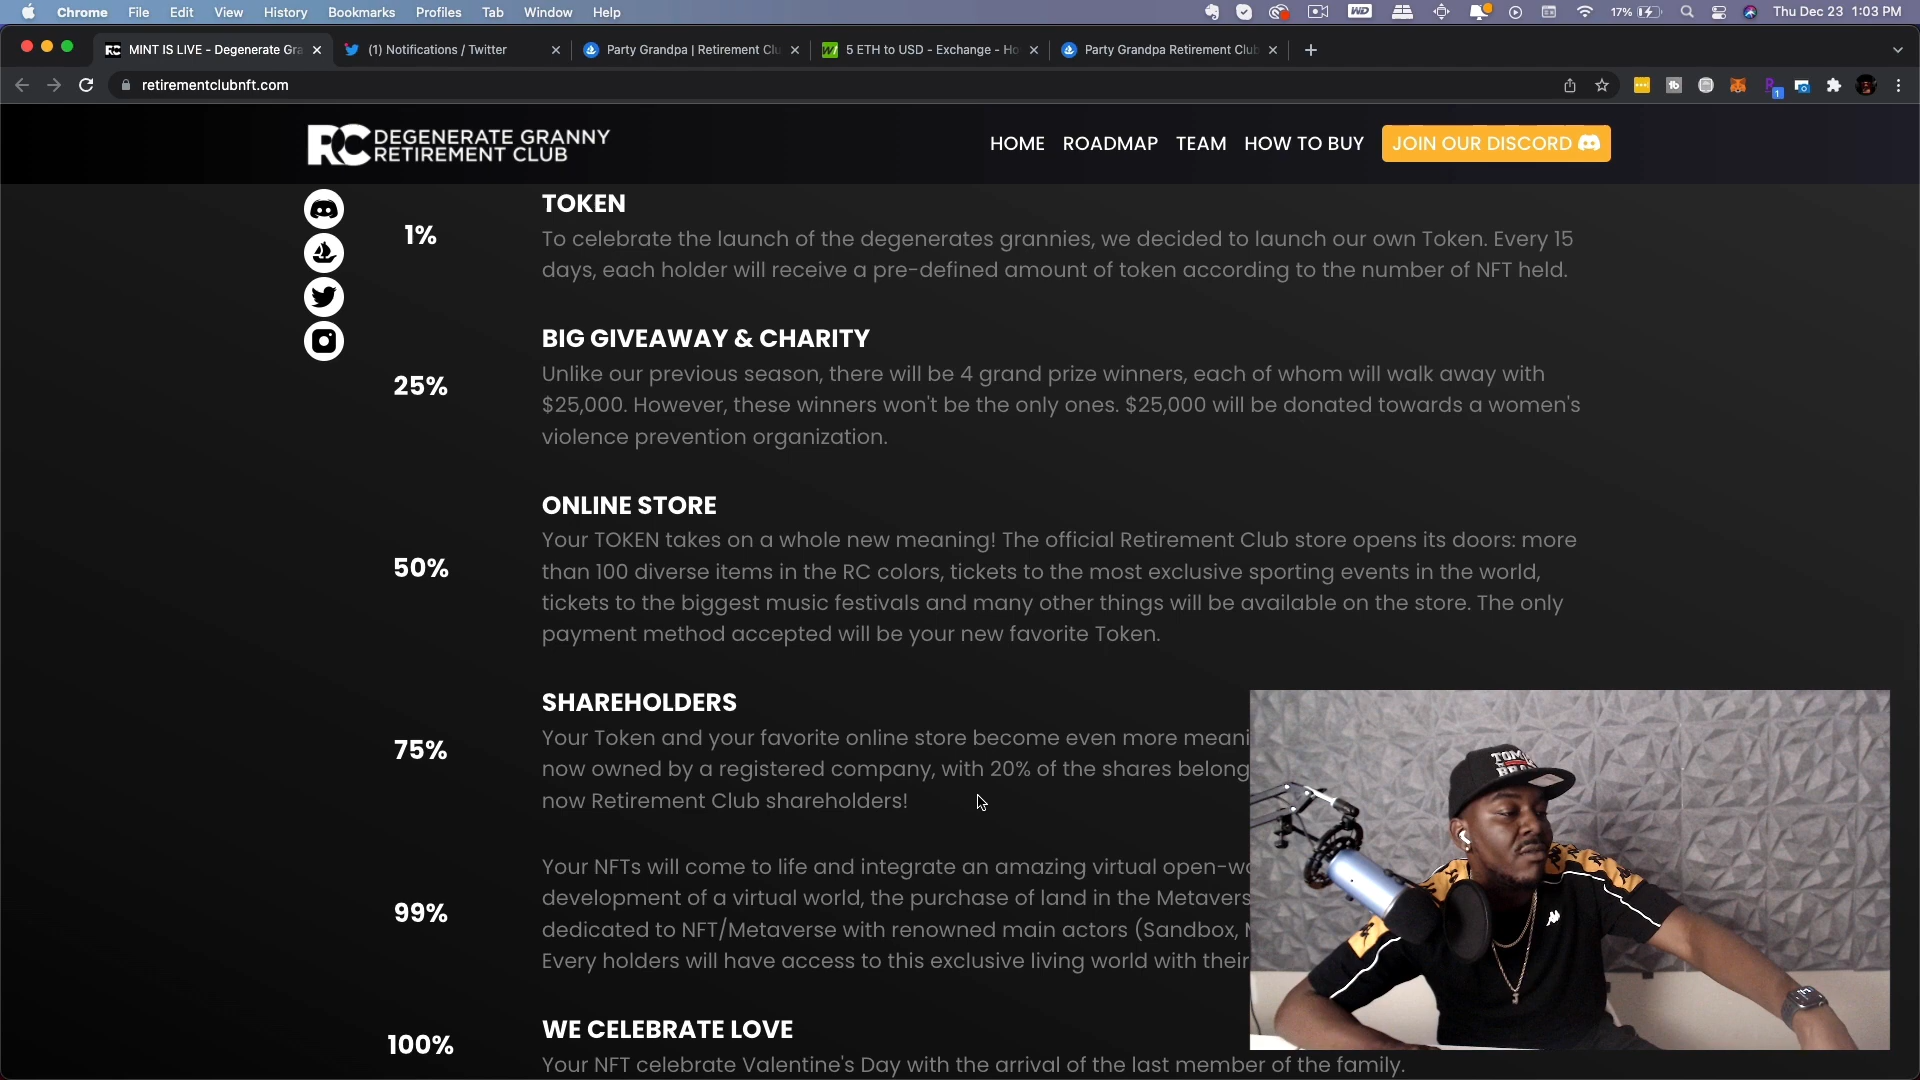 Chrome File Edit View History Bookmarks Profiles Tab Window Help
WD
17%
Thu Dec 23 1:03 PM
MINT IS LIVE - Degenerate Gra
(1) Notifications / Twitter
Party Grandpa | Retirement Clu
5 ETH to USD - Exchange - Ho
Party Grandpa Retirement Club
retirementclubnft.com
RC DEGENERATE GRANNY
RETIREMENT CLUB
HOME ROADMAP TEAM HOW TO BUY JOIN OUR DISCORD
1%
TOKEN
To celebrate the launch of the degenerates grannies, we decided to launch our own Token. Every 15
days, each holder will receive a pre-defined amount of token according to the number of NFT held.
25%
BIG GIVEAWAY & CHARITY
Unlike our previous season, there will be 4 grand prize winners, each of whom will walk away with
$25,000. However, these winners won't be the only ones. $25,000 will be donated towards a women's
violence prevention organization.
50%
ONLINE STORE
Your TOKEN takes on a whole new meaning! The official Retirement Club store opens its doors: more
than 100 diverse items in the RC colors, tickets to the most exclusive sporting events in the world,
tickets to the biggest music festivals and many other things will be available on the store. The only
payment method accepted will be your new favorite Token.
75%
SHAREHOLDERS
Your Token and your favorite online store become even more meani
now owned by a registered company, with 20% of the shares belong
now Retirement Club shareholders!
99%
Your NFTs will come to life and integrate an amazing virtual open-wo
development of a virtual world, the purchase of land in the Metavers
dedicated to NFT/Metaverse with renowned main actors (Sandbox, M
Every holders will have access to this exclusive living world with their
100%
WE CELEBRATE LOVE
Your NFT celebrate Valentine's Day with the arrival of the last member of the family.